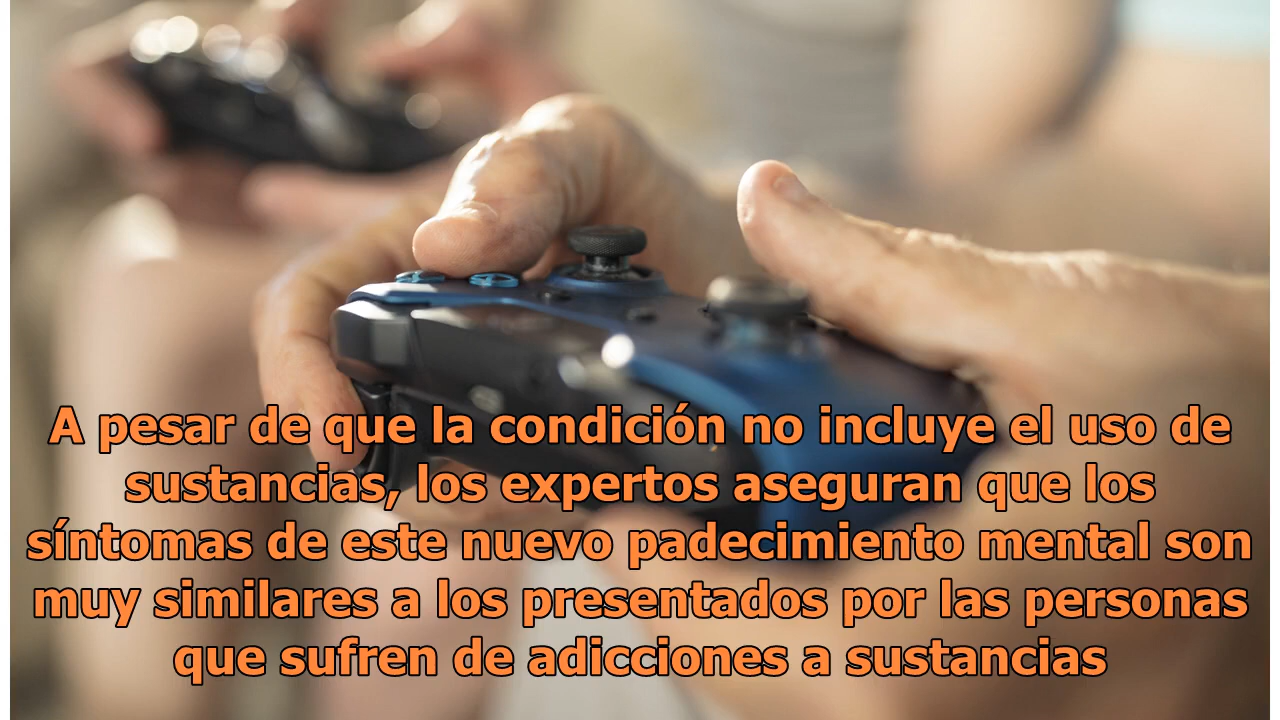 A pesar de que la condición no incluye el uso de
sustancias, los expertos aseguran que los
síntomas de este nuevo padecimiento mental son
muy similares a los presentados por las personas
que sufren de adicciones a sustancias